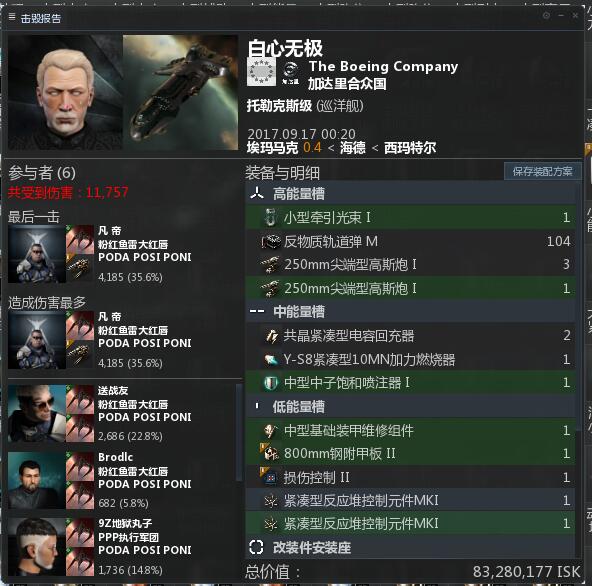 击毁报告
白心无极
The Boeing Company
加达里合众国
托勒克斯级 (巡洋舰)
2017.09.17 00:20
埃玛马克 0.4 < 海德 < 西玛特尔
参与者 (6)
共受到伤害：11,757
最后一击
凡 帝
粉红鱼雷大红唇
PODA POSI PONI
4,185 (35.6%)
造成伤害最多
凡 帝
粉红鱼雷大红唇
PODA POSI PONI
4,185 (35.6%)
送战友
粉红鱼雷大红唇
PODA POSI PONI
2,686 (22.8%)
Brodlc
粉红鱼雷大红唇
PODA POSI PONI
682 (5.8%)
9Z地狱丸子
PPP执行军团
PODA POSI PONI
1,736 (14.8%)
装备与明细
保存装配方案
高能量槽
小型牵引光束 I 1
反物质轨道弹 M 104
250mm尖端型高斯炮 I 3
250mm尖端型高斯炮 I 1
中能量槽
共晶紧凑型电容回充器 2
Y-S8紧凑型10MN加力燃烧器 1
中型中子饱和喷注器 I 1
低能量槽
中型基础装甲维修组件 1
800mm钢附甲板 II 1
损伤控制 II 1
紧凑型反应堆控制元件MKI 1
紧凑型反应堆控制元件MKI 1
改装件安装座
总价值： 83,280,177 ISK